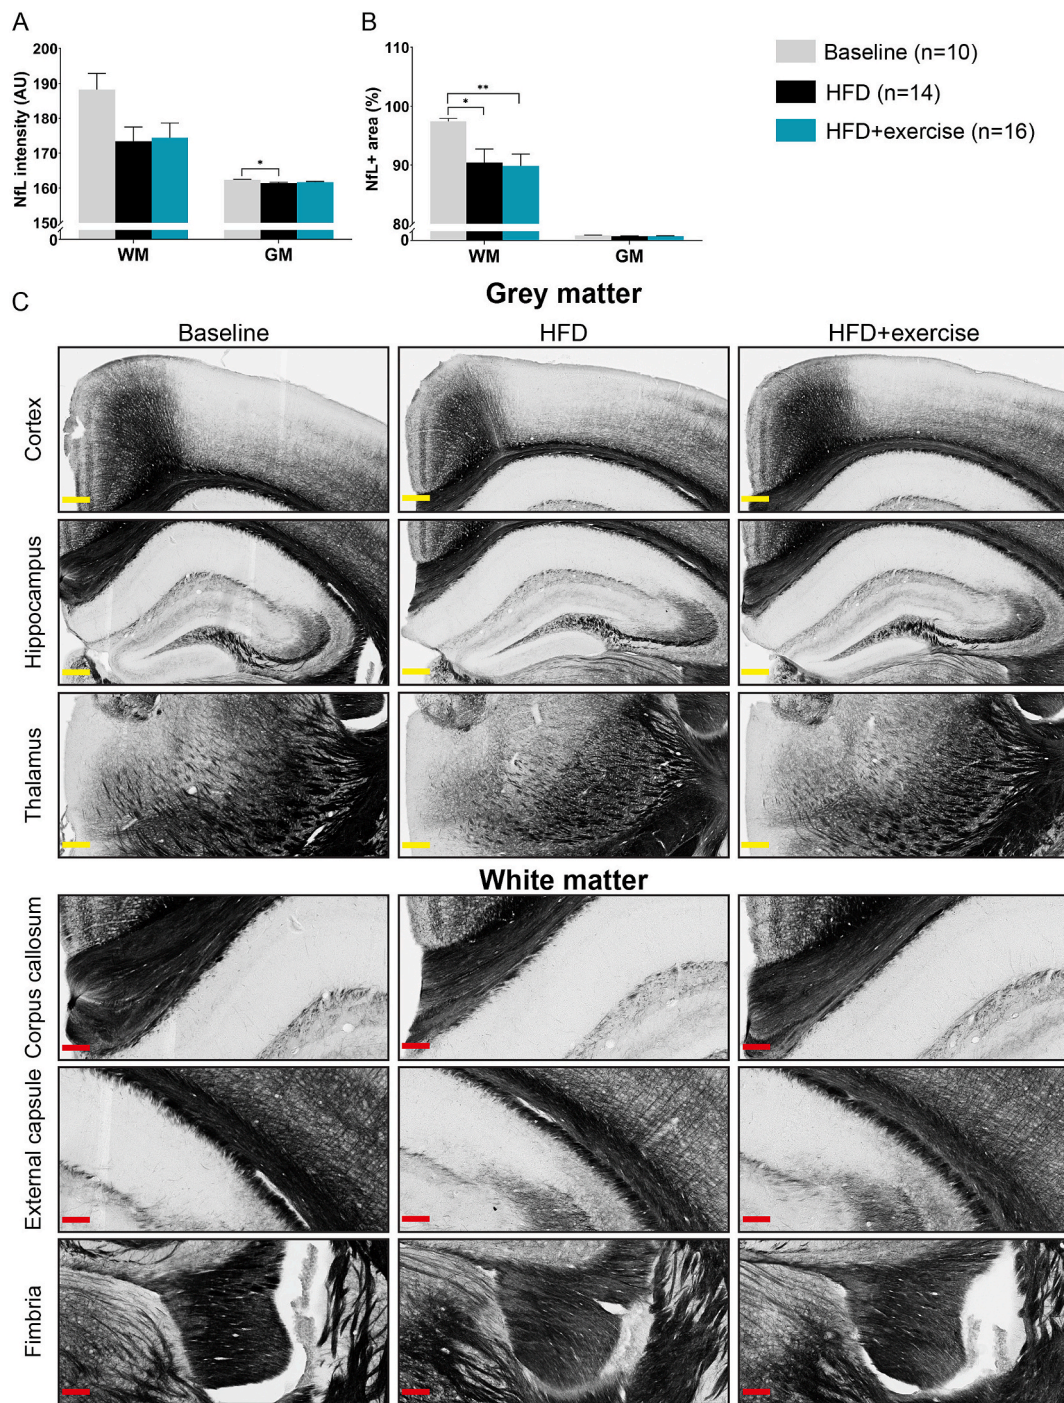 A
NfL intensity (AU)
200
190
180
170
160
150
0
*
WM
GM
B
NfL+ area (%)
110
100
90
80
0
*
**
WM
GM
Baseline (n=10)
HFD (n=14)
HFD+exercise (n=16)
C
Grey matter
Baseline
HFD
HFD+exercise
Cortex
Hippocampus
Thalamus
White matter
Corpus callosum
External capsule
Fimbria